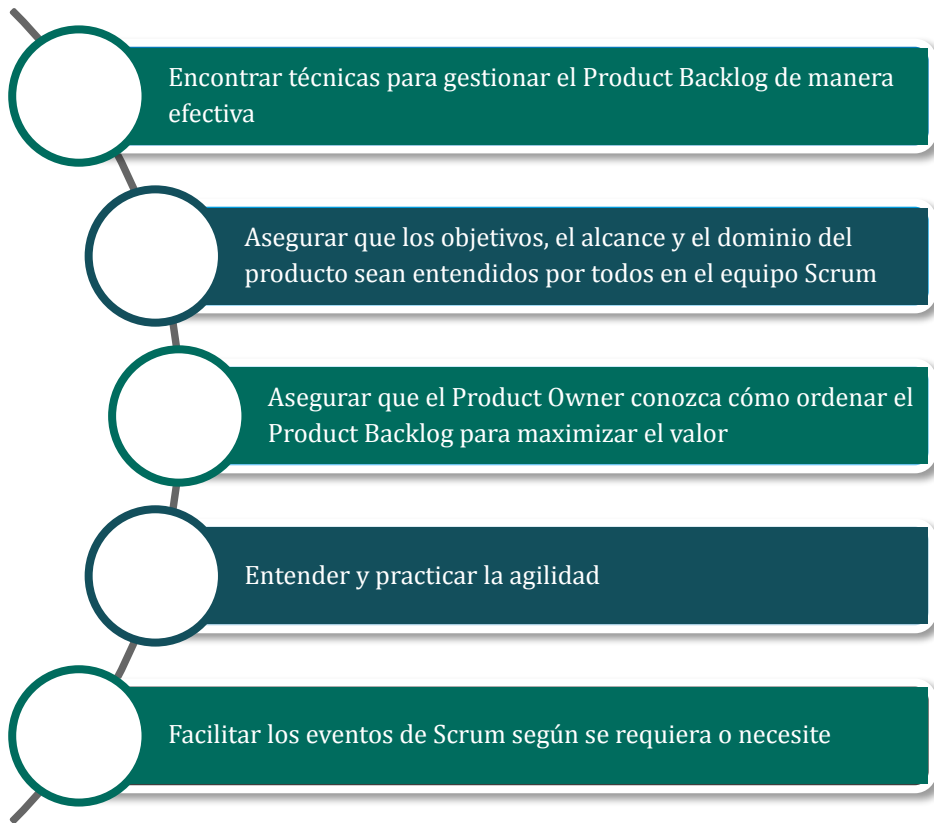 Encontrar técnicas para gestionar el Product Backlog de manera
efectiva
Asegurar que los objetivos, el alcance y el dominio del
producto sean entendidos por todos en el equipo Scrum
Asegurar que el Product Owner conozca cómo ordenar el
Product Backlog para maximizar el valor
Entender y practicar la agilidad
Facilitar los eventos de Scrum según se requiera o necesite